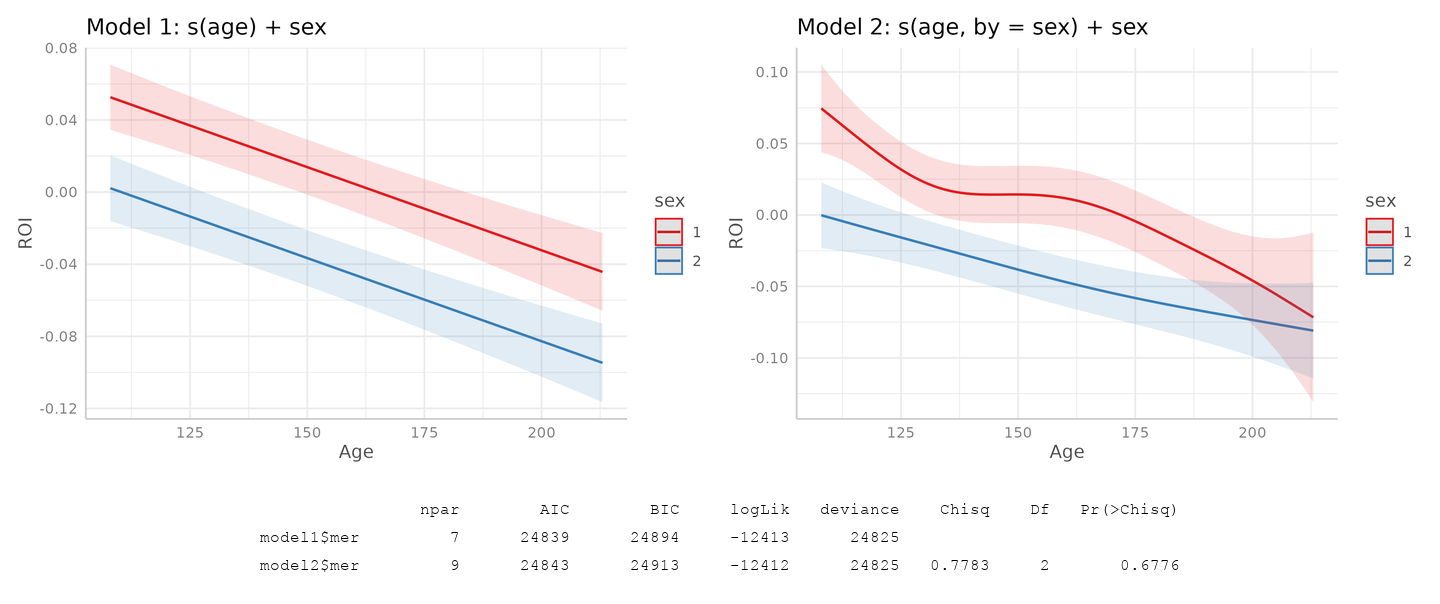 Model 1: s(age) + sex
0.08
0.04
0.00
-0.04
-0.08
-0.12
ROI
125 150 175 200
Age
sex
1
2
Model 2: s(age, by = sex) + sex
0.10
0.05
0.00
-0.05
-0.10
ROI
125 150 175 200
Age
sex
1
2
npar AIC BIC logLik deviance Chisq Df Pr(>Chisq)
model1$mer 7 24839 24894 -12413 24825
model2$mer 9 24843 24913 -12412 24825 0.7783 2 0.6776